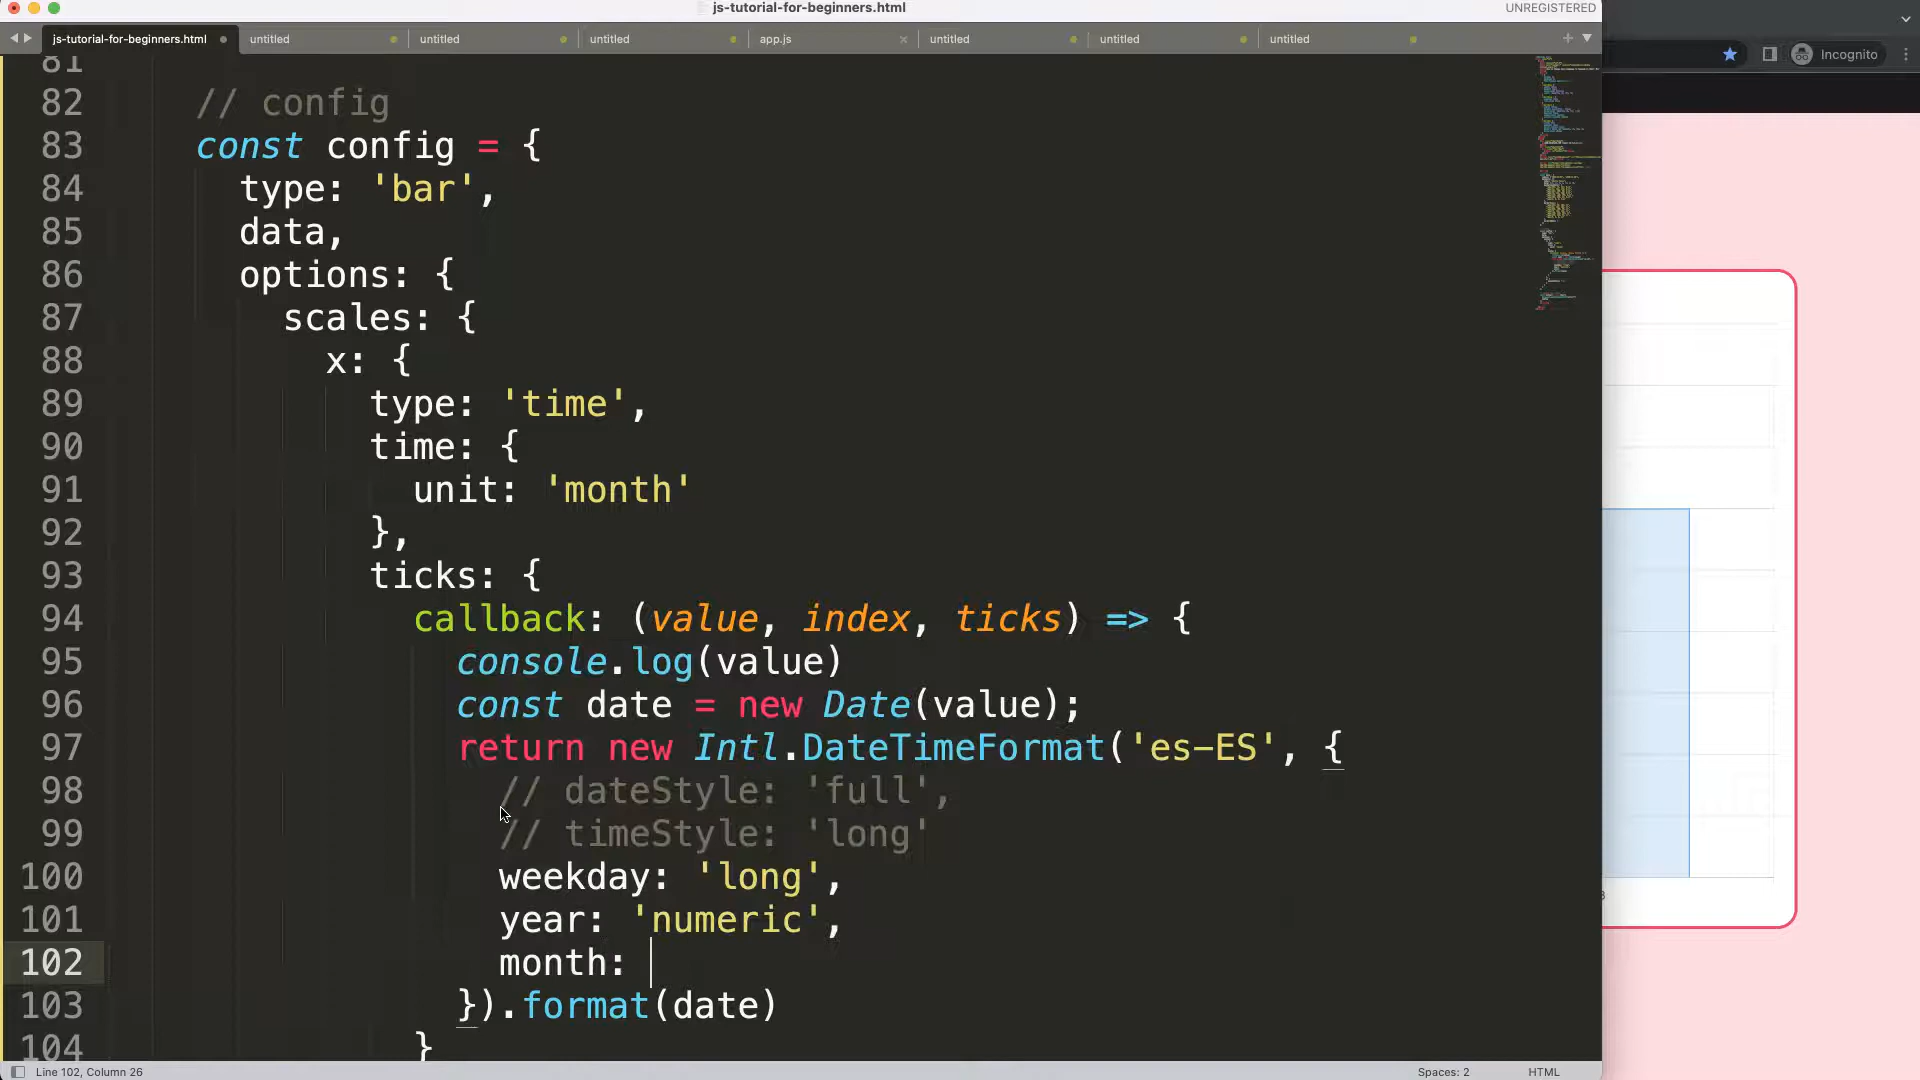 js-tutorial-for-beginners.html
UNREGISTERED
js-tutorial-for-beginners.html untitled untitled untitled app.js untitled untitled untitled
Incognito
81
82 // config
83 const config = {
84 type: 'bar',
85 data,
86 options: {
87 scales: {
88 x: {
89 type: 'time',
90 time: {
91 unit: 'month'
92 },
93 ticks: {
94 callback: (value, index, ticks) => {
95 console.log(value)
96 const date = new Date(value);
97 return new Intl.DateTimeFormat('es-ES', {
98 // dateStyle: 'full',
99 // timeStyle: 'long'
100 weekday: 'long',
101 year: 'numeric',
102 month:
103 }).format(date)
104 }
Line 102, Column 26
Spaces: 2
HTML